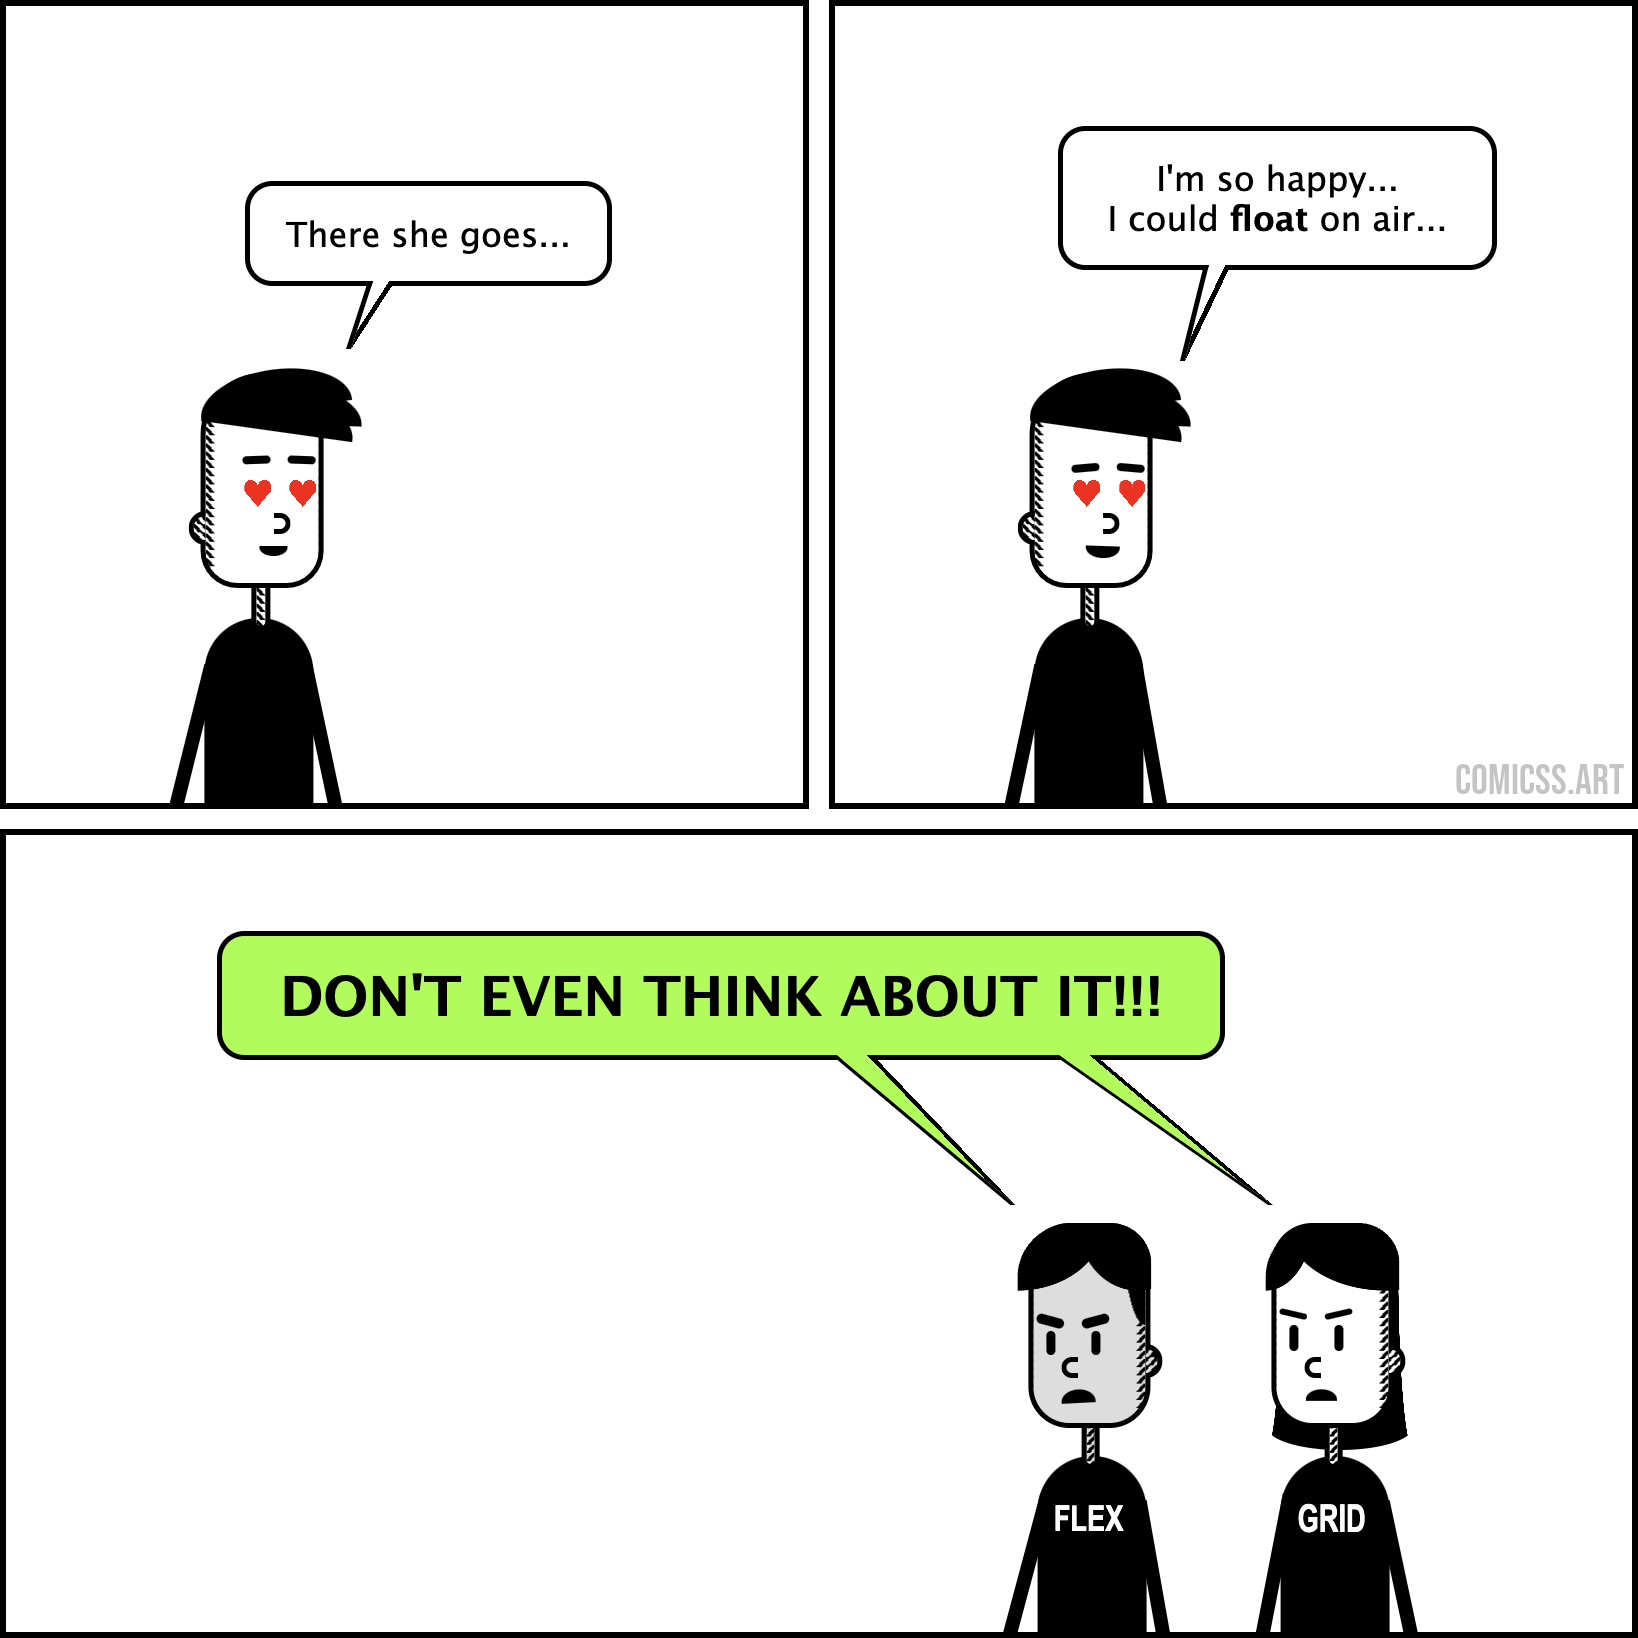 There she goes...
I'm so happy...
I could float on air...
COMICSS.ART
DON'T EVEN THINK ABOUT IT!!!
FLEX
GRID